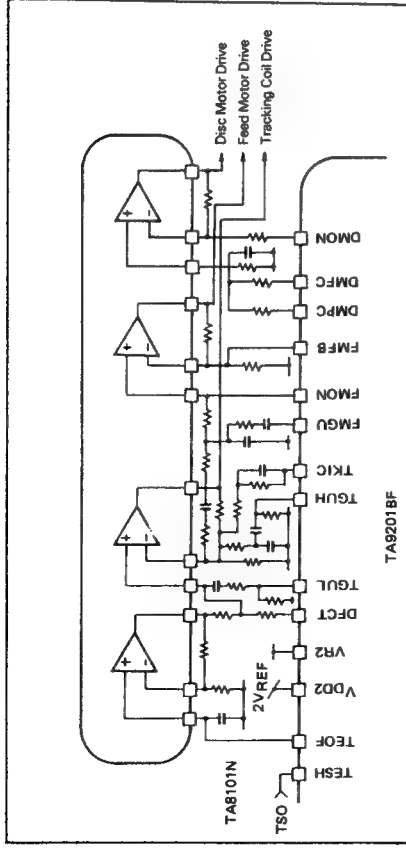 Disc Motor Drive
Feed Motor Drive
Tracking Coil Drive
+
−
+
−
+
−
+
−
TA8101N
2VREF
TSO
TESH
TEOF
VDD2
VR2
DFCT
TGUL
TGUH
TKIC
FMGU
FMON
FMFB
DMPC
DMFC
DMON
TA9201BF